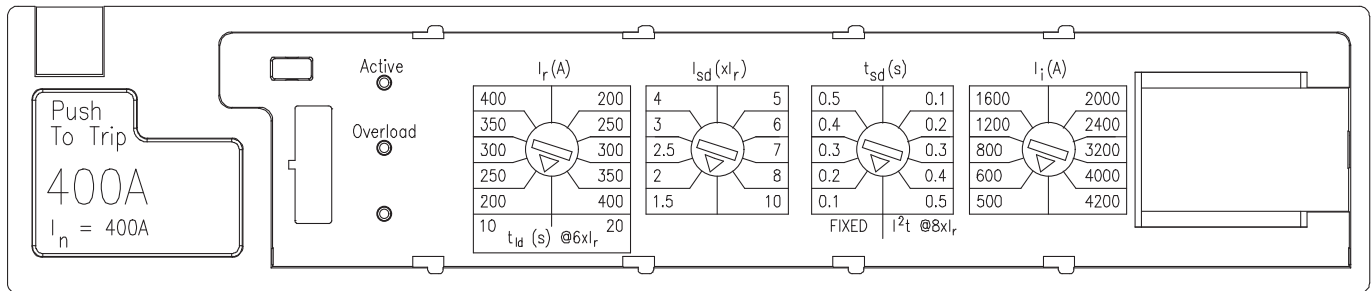 Push
To Trip
400A
In = 400A
Active
Overload
Ir (A)
400 200
350 250
300 300
250 350
200 400
10 20
tld (s) @6xIr
Isd (xIr)
4 5
3 6
2.5 7
2 8
1.5 10
tsd (s)
0.5 0.1
0.4 0.2
0.3 0.3
0.2 0.4
0.1 0.5
FIXED I²t @8xIr
Ii (A)
1600 2000
1200 2400
800 3200
600 4000
500 4200